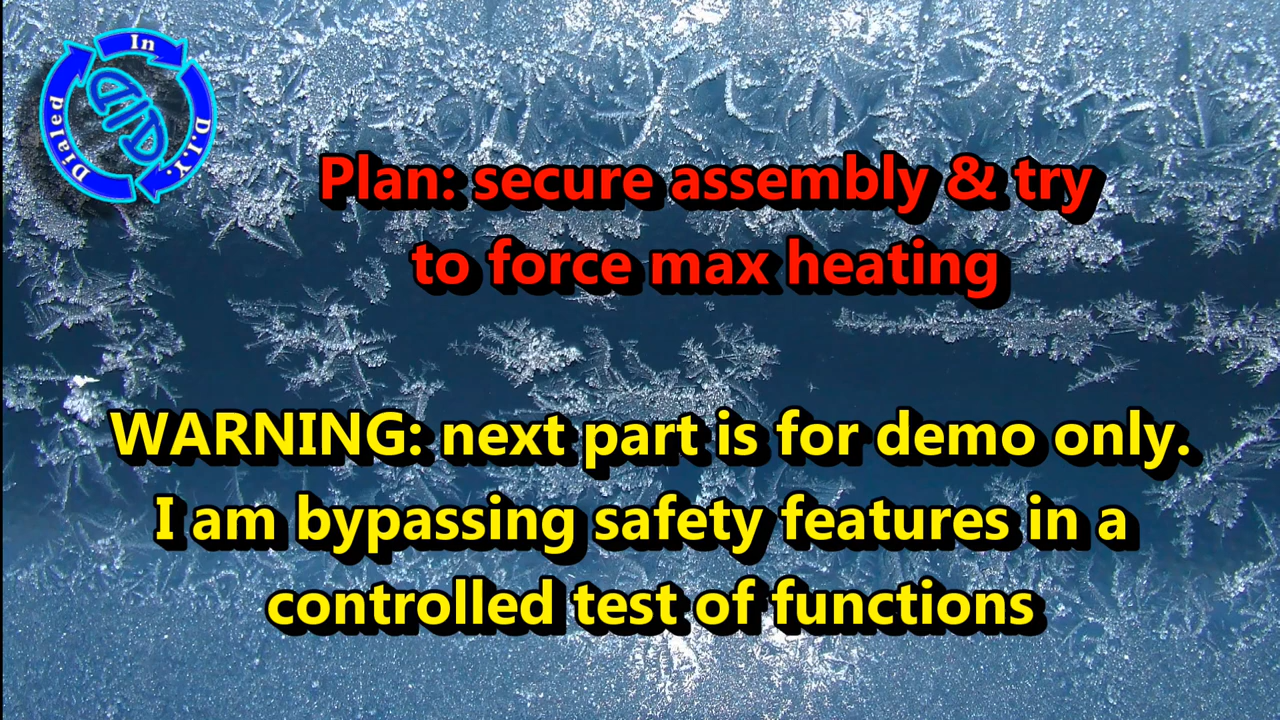 Dialed
In
D.I.Y.
DID
Plan: secure assembly & try
to force max heating
WARNING: next part is for demo only.
I am bypassing safety features in a
controlled test of functions